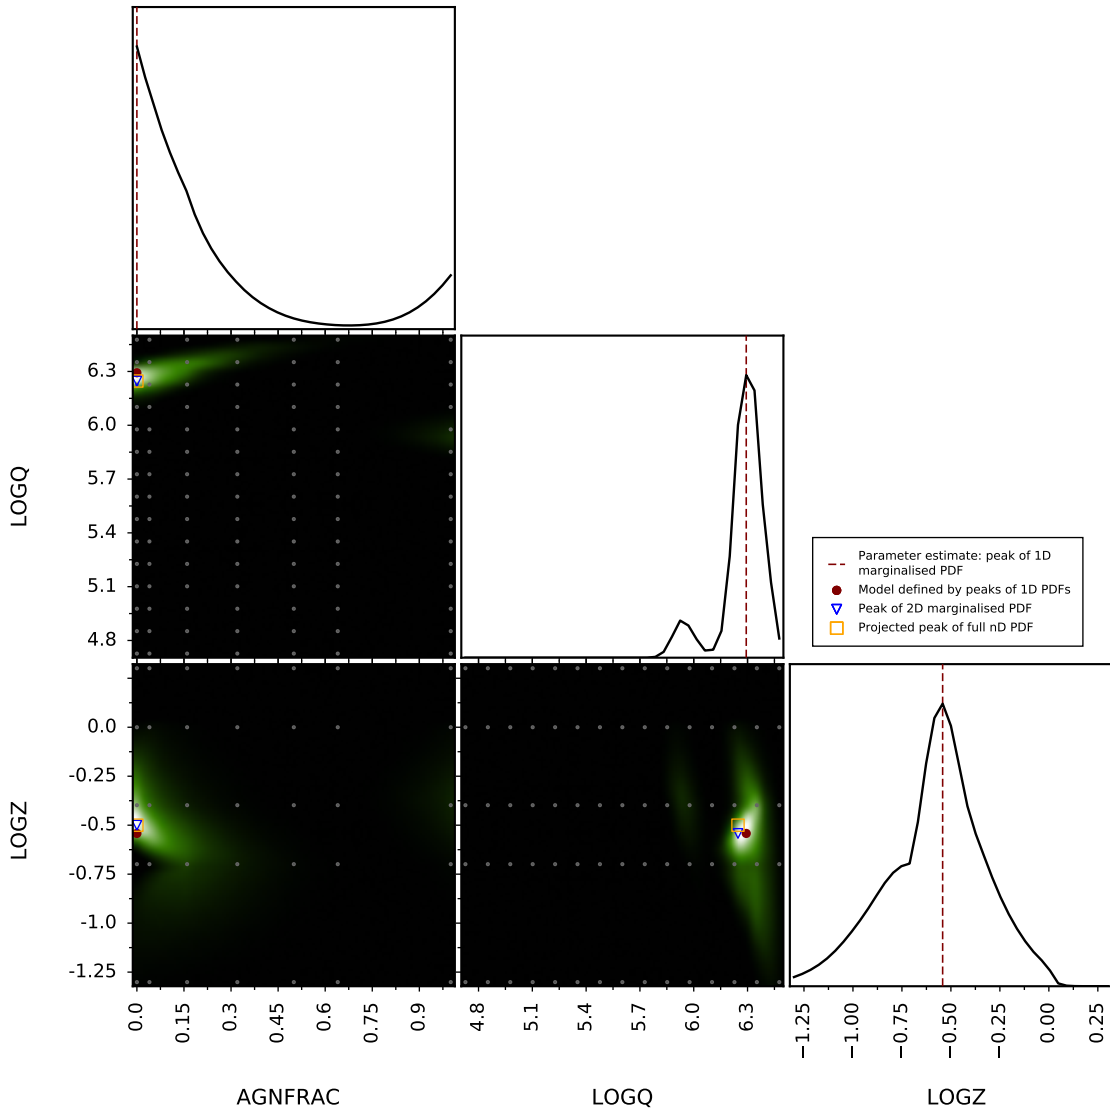 6.3
6.0
5.7
5.4
5.1
4.8
LOGQ
Parameter estimate: peak of 1D
marginalised PDF
Model defined by peaks of 1D PDFs
Peak of 2D marginalised PDF
Projected peak of full nD PDF
0.0
-0.25
-0.5
-0.75
-1.0
-1.25
LOGZ
0.0 0.15 0.3 0.45 0.6 0.75 0.9
4.8 5.1 5.4 5.7 6.0 6.3
−1.25 −1.00 −0.75 −0.50 −0.25 0.00 0.25
AGNFRAC LOGQ LOGZ